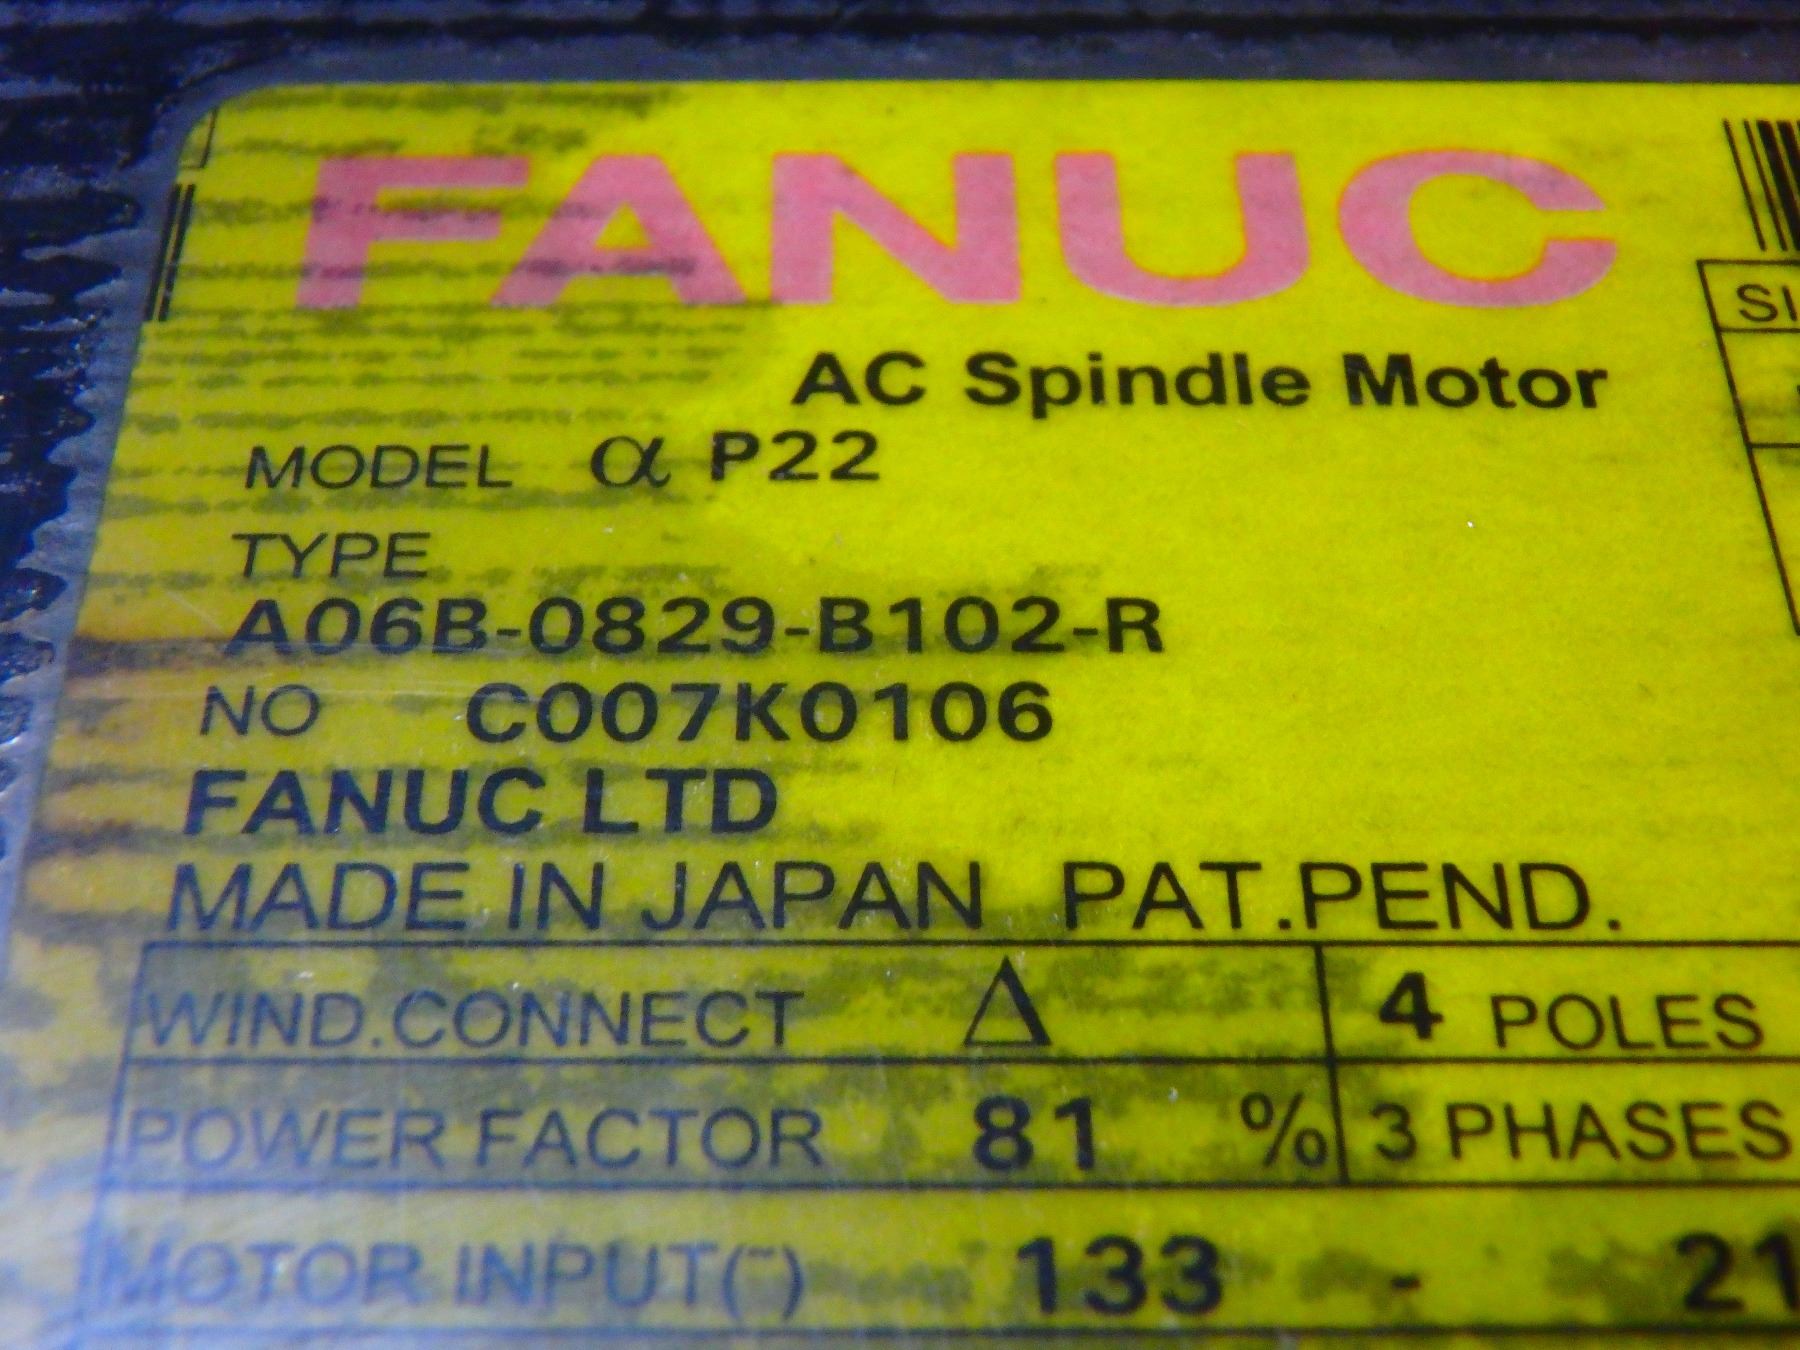 FANUC
AC Spindle Motor
MODEL α P22
TYPE
A06B-0829-B102-R
NO C007K0106
FANUC LTD
MADE IN JAPAN PAT.PEND.
WIND.CONNECT Δ 4 POLES
POWER FACTOR 81 % 3 PHASES
MOTOR INPUT(~) 133 -